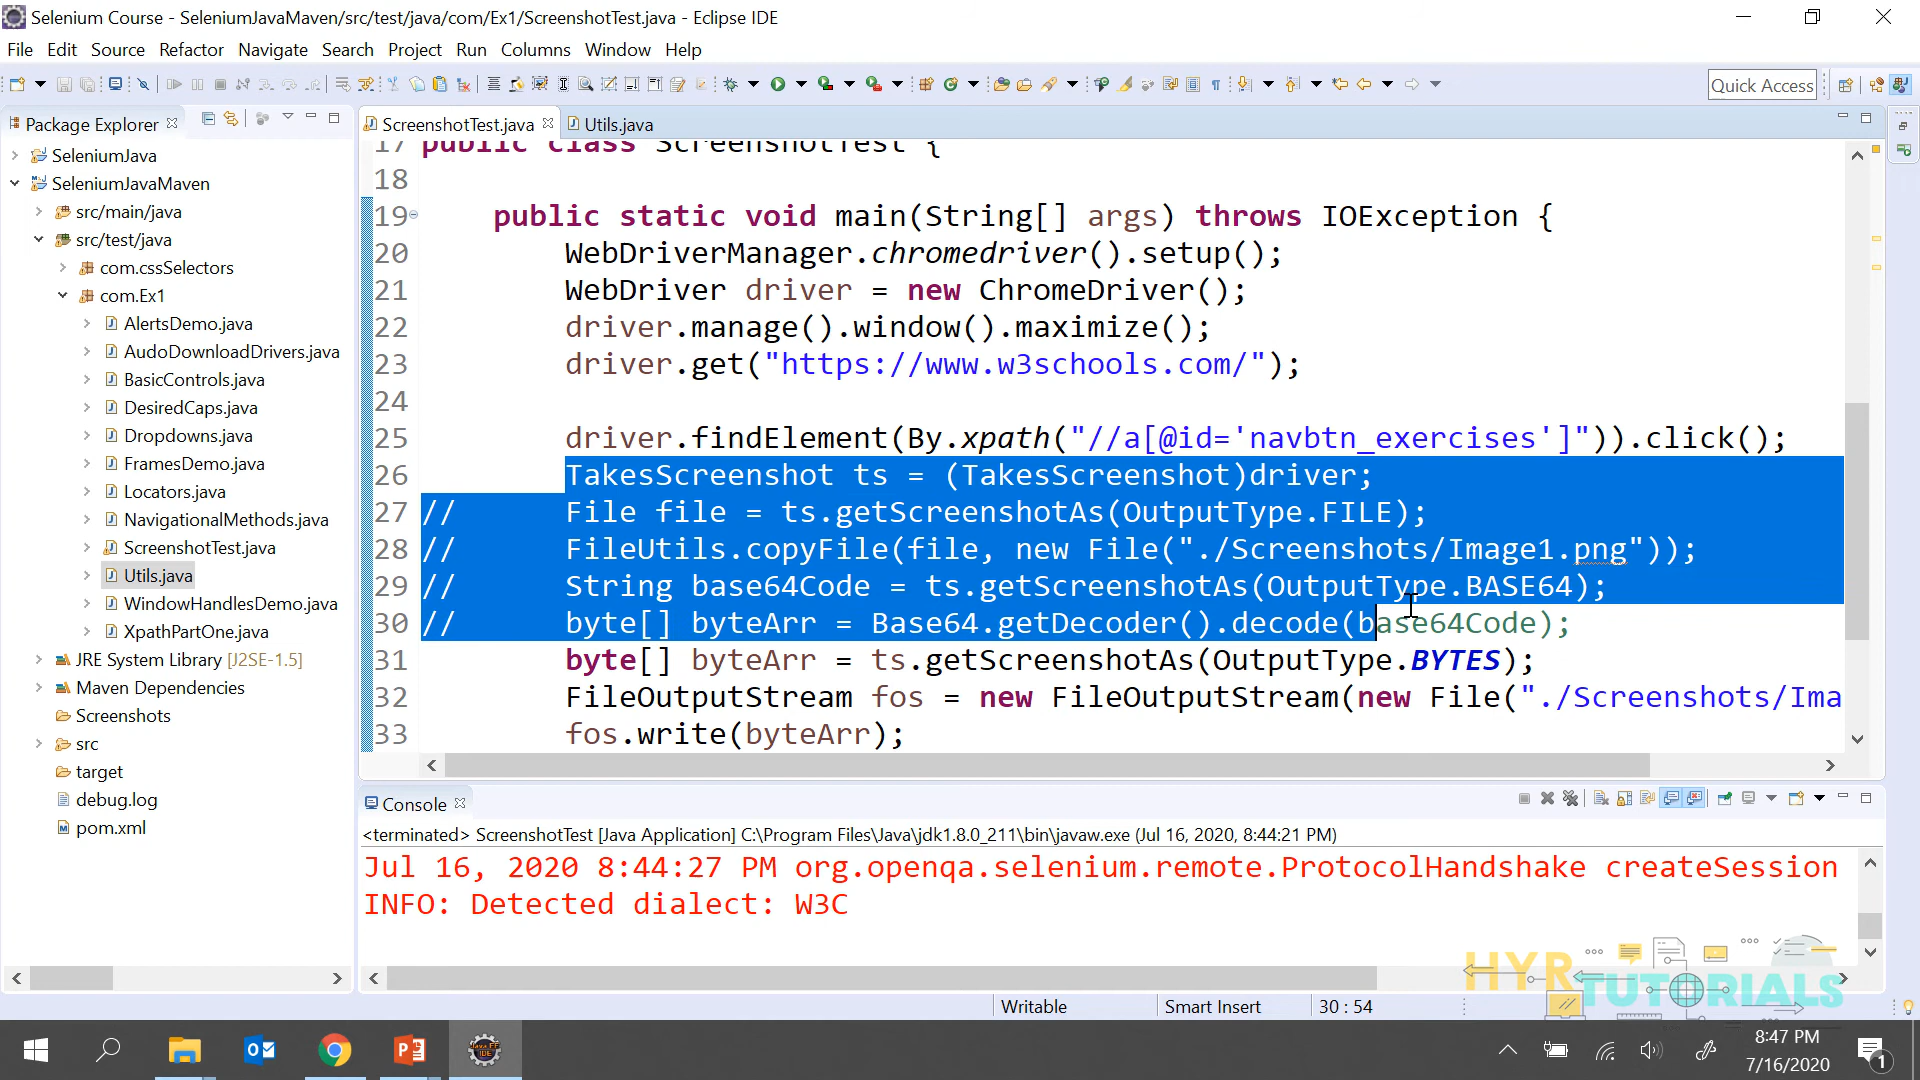 Selenium Course - SeleniumJavaMaven/src/test/java/com/Ex1/ScreenshotTest.java - Eclipse IDE
File Edit Source Refactor Navigate Search Project Run Columns Window Help
Quick Access
Package Explorer
SeleniumJava
SeleniumJavaMaven
src/main/java
src/test/java
com.cssSelectors
com.Ex1
AlertsDemo.java
AudoDownloadDrivers.java
BasicControls.java
DesiredCaps.java
Dropdowns.java
FramesDemo.java
Locators.java
NavigationalMethods.java
ScreenshotTest.java
Utils.java
WindowHandlesDemo.java
XpathPartOne.java
JRE System Library [J2SE-1.5]
Maven Dependencies
Screenshots
src
target
debug.log
pom.xml
ScreenshotTest.java Utils.java
17 public class ScreenshotTest {
18
19 public static void main(String[] args) throws IOException {
20 WebDriverManager.chromedriver().setup();
21 WebDriver driver = new ChromeDriver();
22 driver.manage().window().maximize();
23 driver.get("https://www.w3schools.com/");
24
25 driver.findElement(By.xpath("//a[@id='navbtn_exercises']")).click();
26 TakesScreenshot ts = (TakesScreenshot)driver;
27 // File file = ts.getScreenshotAs(OutputType.FILE);
28 // FileUtils.copyFile(file, new File("./Screenshots/Image1.png"));
29 // String base64Code = ts.getScreenshotAs(OutputType.BASE64);
30 // byte[] byteArr = Base64.getDecoder().decode(base64Code);
31 byte[] byteArr = ts.getScreenshotAs(OutputType.BYTES);
32 FileOutputStream fos = new FileOutputStream(new File("./Screenshots/Ima
33 fos.write(byteArr);
Console
<terminated> ScreenshotTest [Java Application] C:\Program Files\Java\jdk1.8.0_211\bin\javaw.exe (Jul 16, 2020, 8:44:21 PM)
Jul 16, 2020 8:44:27 PM org.openqa.selenium.remote.ProtocolHandshake createSession
INFO: Detected dialect: W3C
HYR TUTORIALS
Writable Smart Insert 30 : 54
8:47 PM
7/16/2020
1